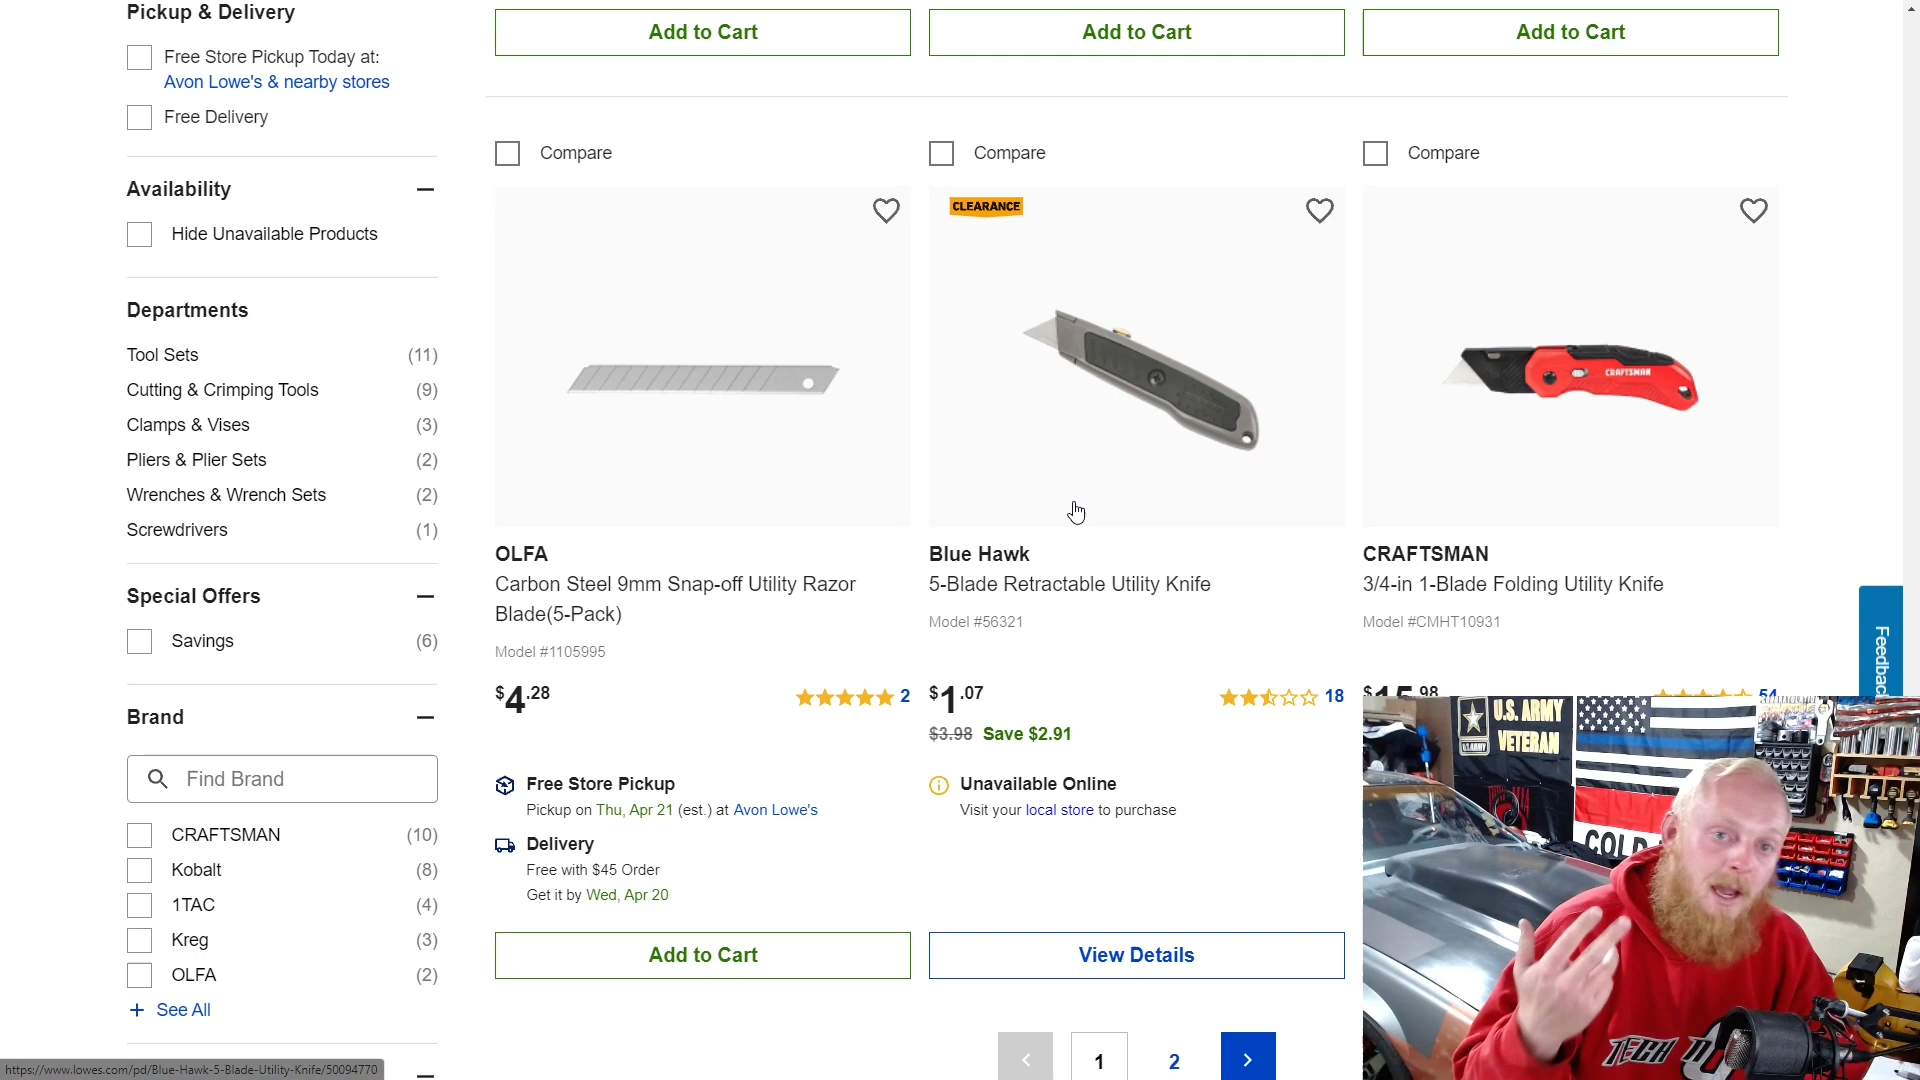 Pickup & Delivery
Free Store Pickup Today at:
Avon Lowe's & nearby stores
Free Delivery
Availability
Hide Unavailable Products
Departments
Tool Sets (11)
Cutting & Crimping Tools (9)
Clamps & Vises (3)
Pliers & Plier Sets (2)
Wrenches & Wrench Sets (2)
Screwdrivers (1)
Special Offers
Savings (6)
Brand
Find Brand
CRAFTSMAN (10)
Kobalt (8)
1TAC (4)
Kreg (3)
OLFA (2)
+ See All
https://www.lowes.com/pd/Blue-Hawk-5-Blade-Utility-Knife/50094770
Add to Cart
Add to Cart
Add to Cart
Compare
Compare
Compare
CLEARANCE
CRAFTSMAN
OLFA
Carbon Steel 9mm Snap-off Utility Razor
Blade(5-Pack)
Model #1105995
$4.28
2
Free Store Pickup
Pickup on Thu, Apr 21 (est.) at Avon Lowe's
Delivery
Free with $45 Order
Get it by Wed, Apr 20
Add to Cart
Blue Hawk
5-Blade Retractable Utility Knife
Model #56321
$1.07
18
$3.98 Save $2.91
Unavailable Online
Visit your local store to purchase
View Details
CRAFTSMAN
3/4-in 1-Blade Folding Utility Knife
Model #CMHT10931
$15.98
54
1
2
Feedback
U.S. ARMY
VETERAN
COLD
TECH